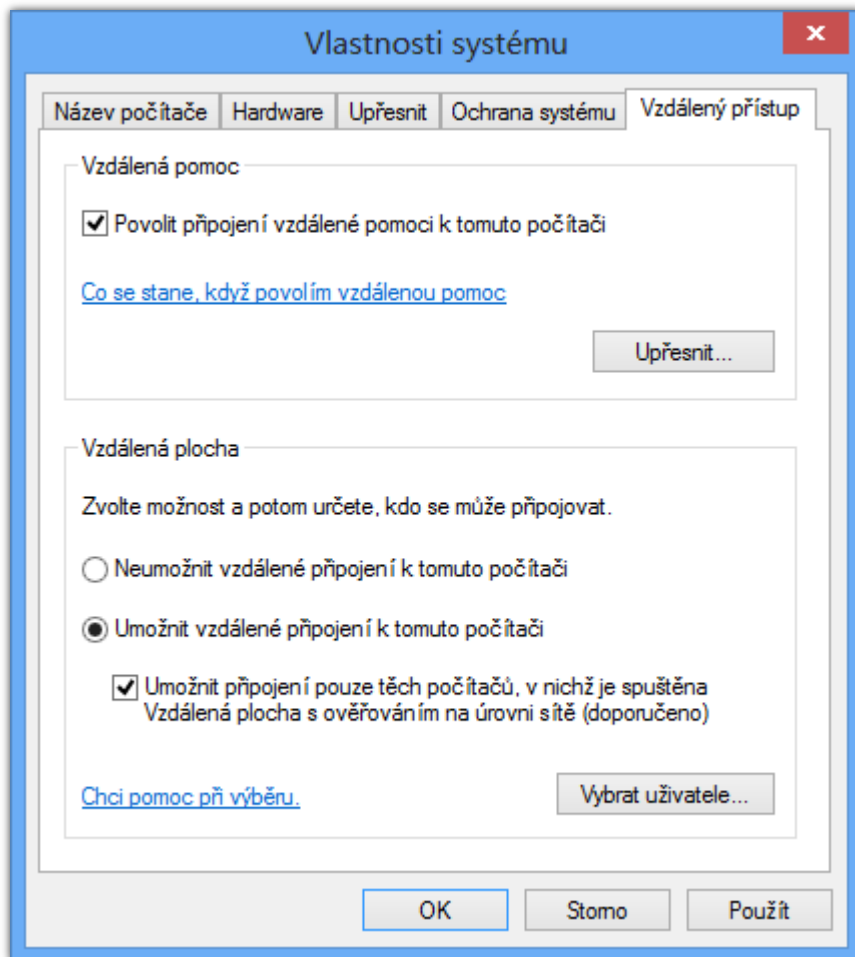 Vlastnosti systému
Název počítače Hardware Upřesnit Ochrana systému Vzdálený přístup
Vzdálená pomoc
Povolit připojení vzdálené pomoci k tomuto počítači
Co se stane, když povolím vzdálenou pomoc
Upřesnit...
Vzdálená plocha
Zvolte možnost a potom určete, kdo se může připojovat.
Neumožnit vzdálené připojení k tomuto počítači
Umožnit vzdálené připojení k tomuto počítači
Umožnit připojení pouze těch počítačů, v nichž je spuštěna
Vzdálená plocha s ověřováním na úrovni sítě (doporučeno)
Chci pomoc při výběru. Vybrat uživatele...
OK Storno Použít